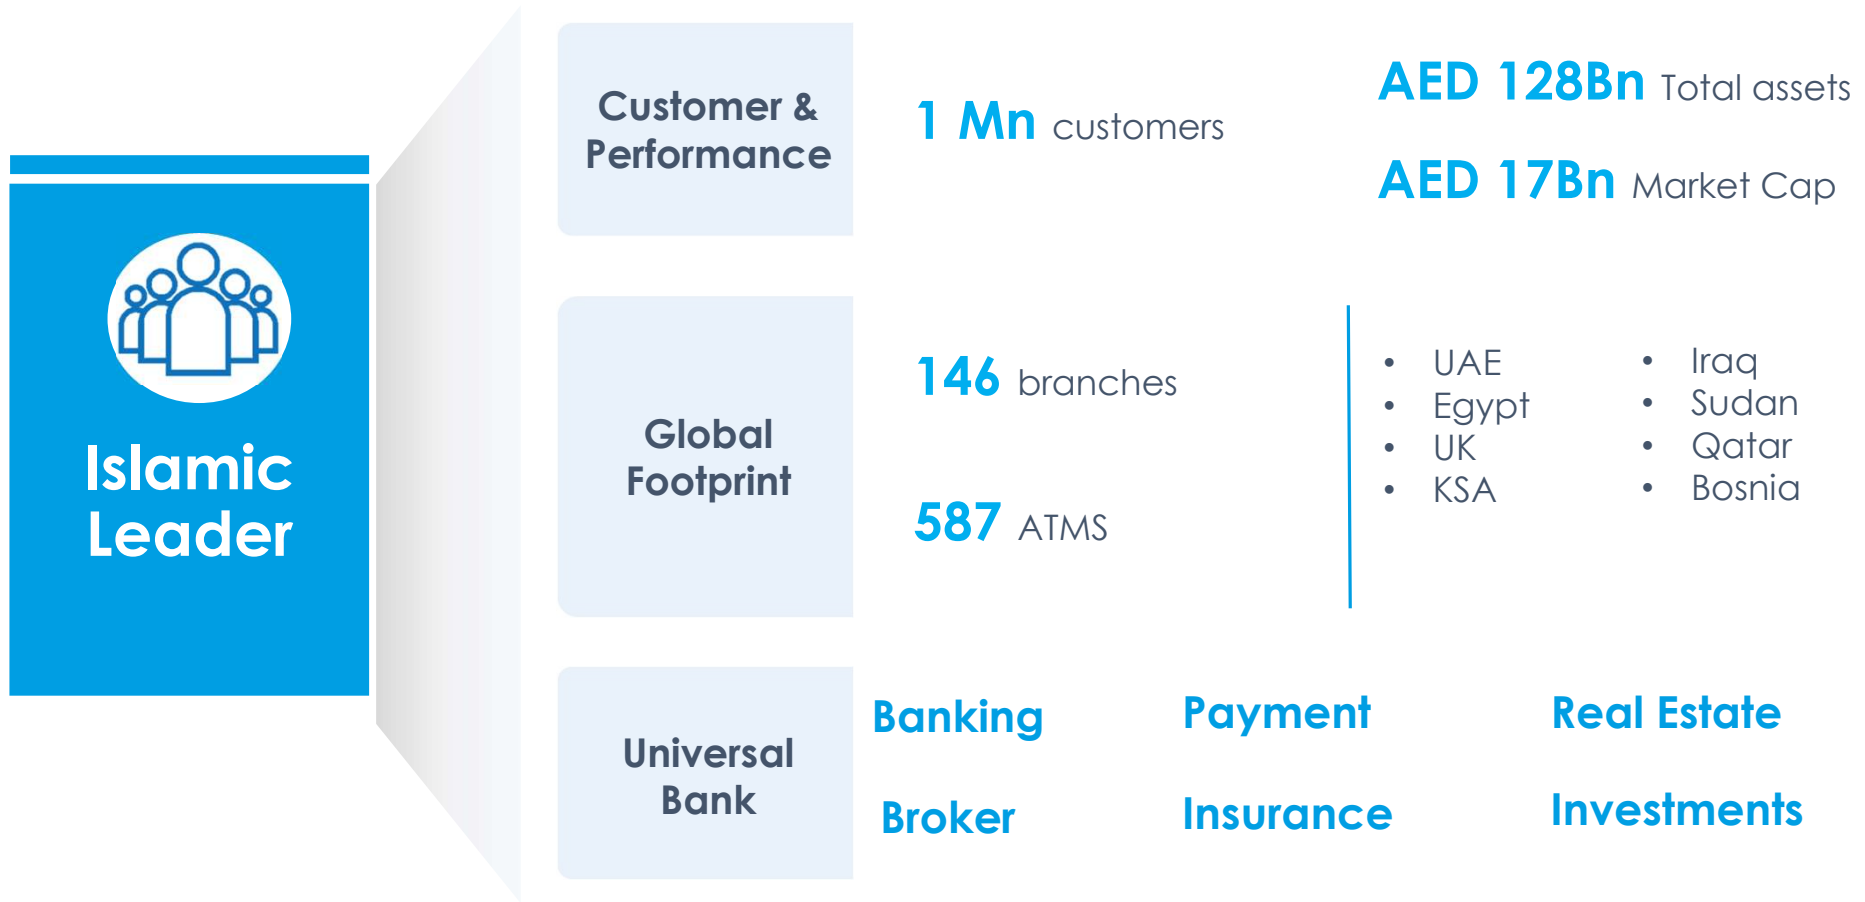 Islamic
Leader
Customer &
Performance
1 Mn customers
AED 128Bn Total assets
AED 17Bn Market Cap
Global
Footprint
146 branches
587 ATMS
• UAE
• Egypt
• UK
• KSA
• Iraq
• Sudan
• Qatar
• Bosnia
Universal
Bank
Banking
Payment
Real Estate
Broker
Insurance
Investments